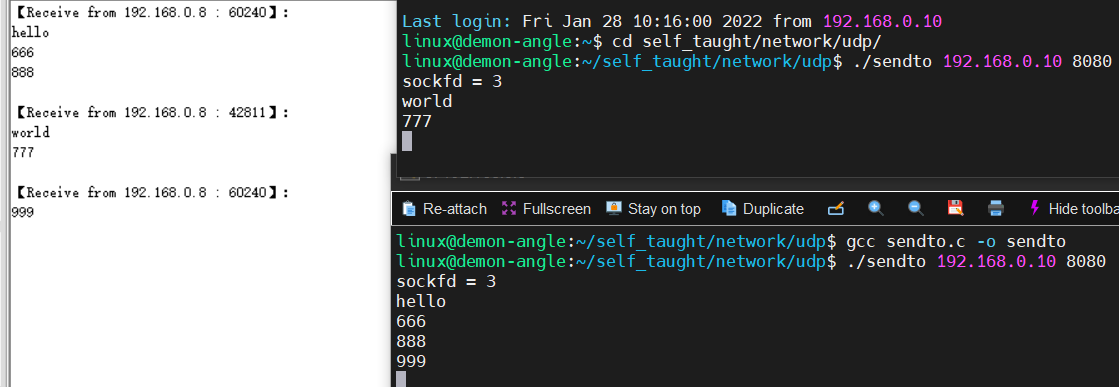 【Receive from 192.168.0.8 : 60240】:
hello
666
888
【Receive from 192.168.0.8 : 42811】:
world
777
【Receive from 192.168.0.8 : 60240】:
999
Last login: Fri Jan 28 10:16:00 2022 from 192.168.0.10
linux@demon-angle:~$ cd self_taught/network/udp/
linux@demon-angle:~/self_taught/network/udp$ ./sendto 192.168.0.10 8080
sockfd = 3
world
777
Re-attach Fullscreen Stay on top Duplicate Hide toolba
linux@demon-angle:~/self_taught/network/udp$ gcc sendto.c -o sendto
linux@demon-angle:~/self_taught/network/udp$ ./sendto 192.168.0.10 8080
sockfd = 3
hello
666
888
999